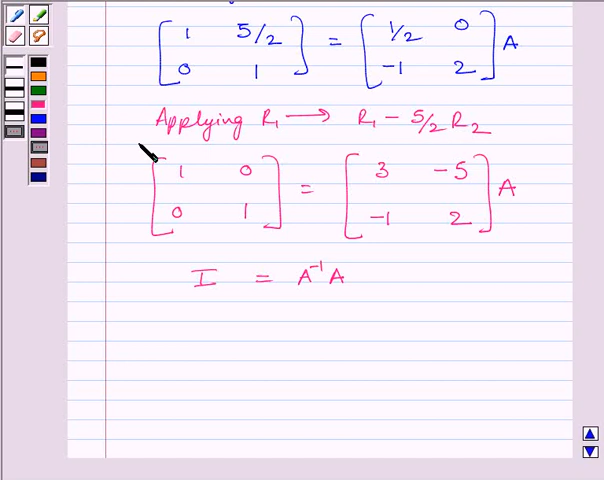 [1 5/2] = [1/2 0] A
[0 1] [-1 2]
Applying R₁ → R₁ - 5/2 R₂
[1 0] = [3 -5] A
[0 1] [-1 2]
I = A⁻¹A